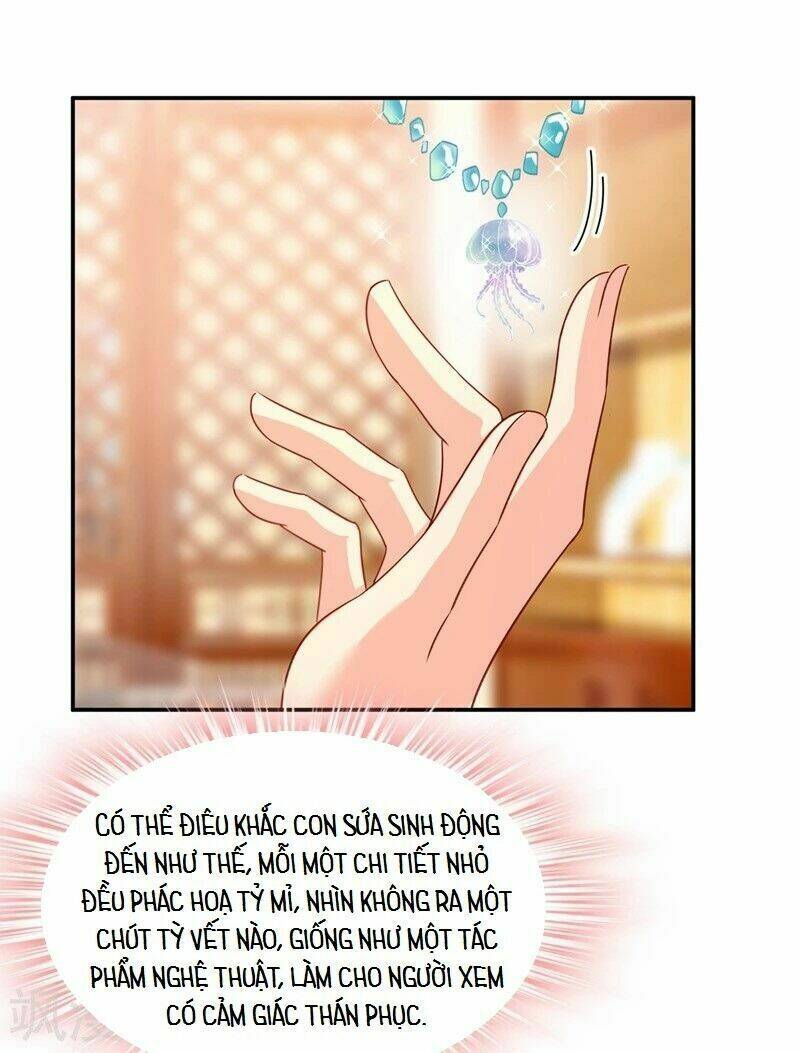 CÓ THỂ ĐIÊU KHẮC CON SỨA SINH ĐỘNG
ĐẾN NHƯ THẾ, MỖI MỘT CHI TIẾT NHỎ
ĐỀU PHÁC HOẠ TỶ MỈ, NHÌN KHÔNG RA MỘT
CHÚT TỲ VẾT NÀO, GIỐNG NHƯ MỘT TÁC
PHẨM NGHỆ THUẬT, LÀM CHO NGƯỜI XEM
CÓ CẢM GIÁC THÁN PHỤC.